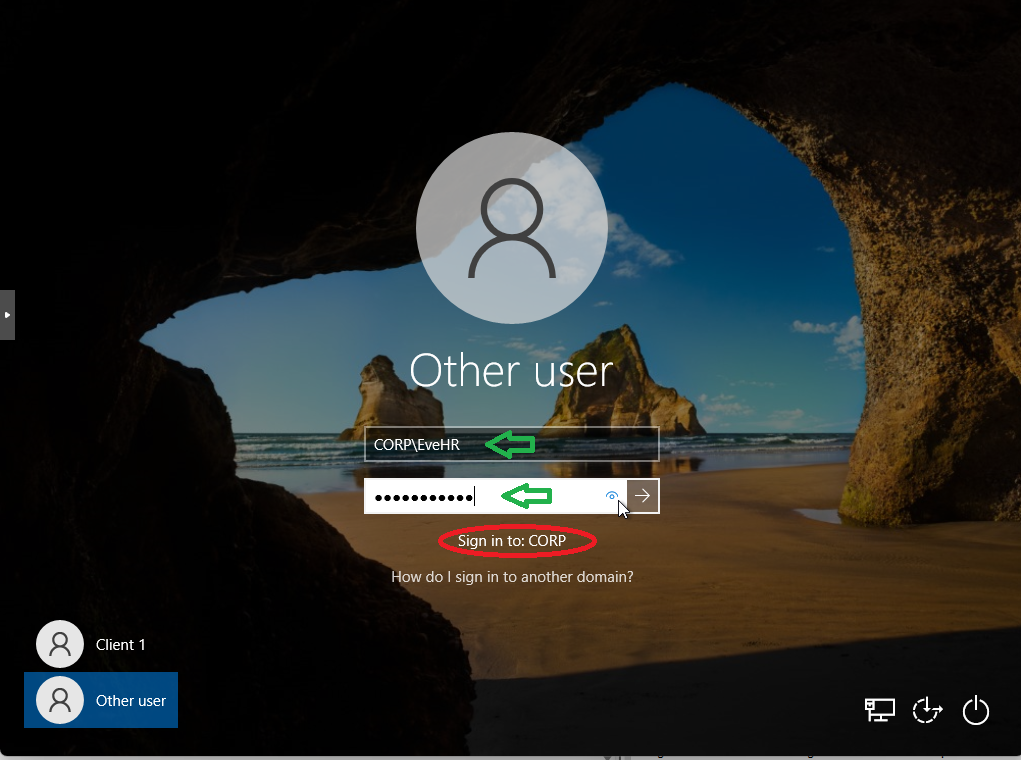 Other user
CORP\EveHR
●●●●●●●●●●●
Sign in to: CORP
How do I sign in to another domain?
Client 1
Other user